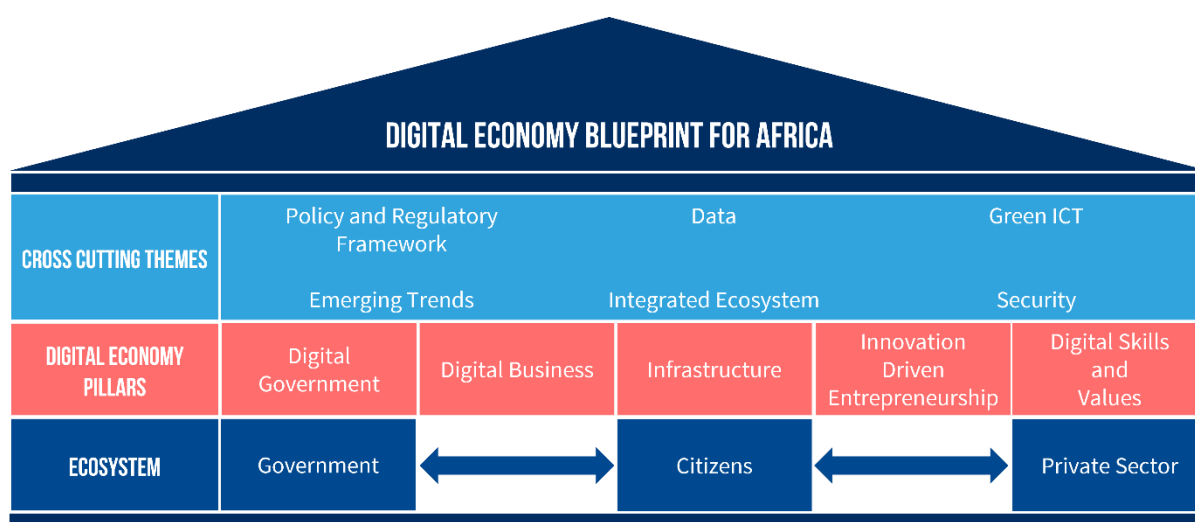 DIGITAL ECONOMY BLUEPRINT FOR AFRICA
CROSS CUTTING THEMES
Policy and Regulatory
Framework
Data
Green ICT
Emerging Trends
Integrated Ecosystem
Security
DIGITAL ECONOMY
PILLARS
Digital
Government
Digital Business
Infrastructure
Innovation
Driven
Entrepreneurship
Digital Skills
and
Values
ECOSYSTEM
Government
Citizens
Private Sector